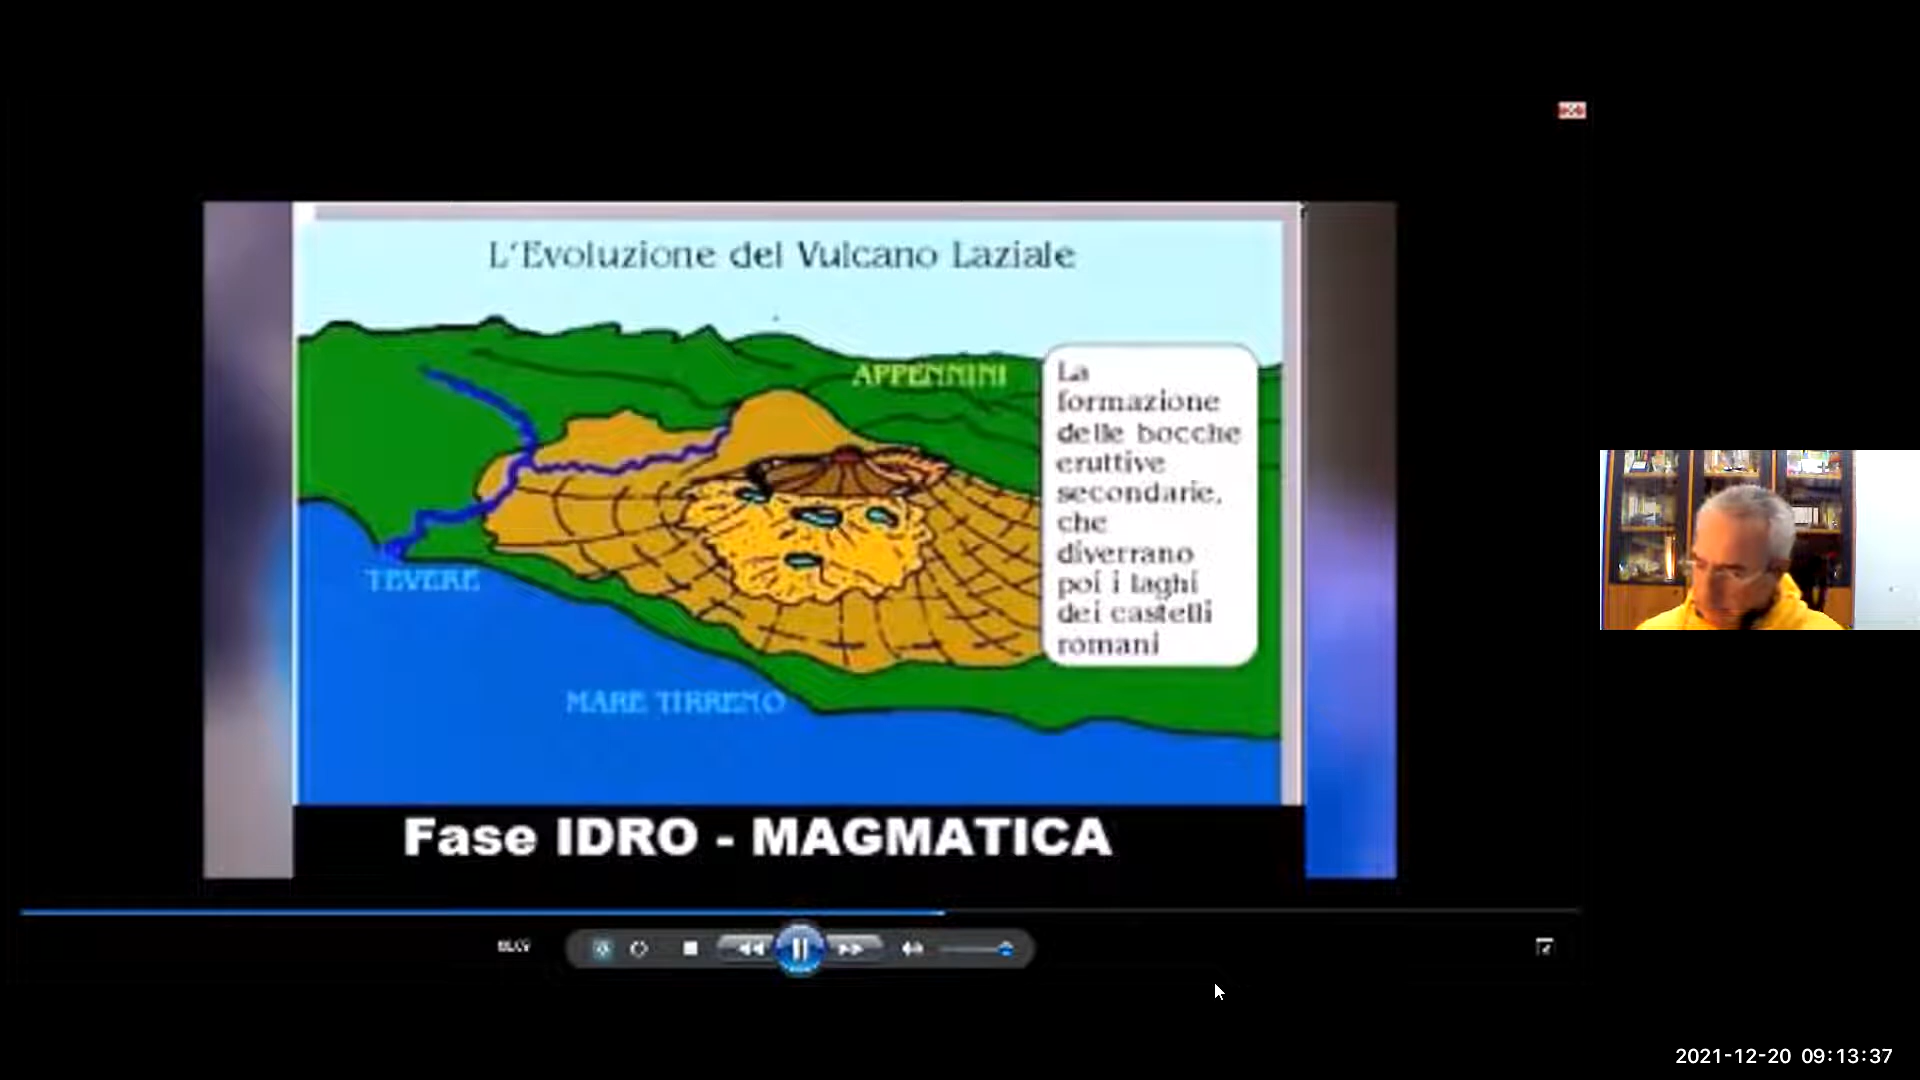 L'Evoluzione del Vulcano Laziale
APPENNINI
La
formazione
delle bocche
eruttive
secondarie,
che
diverrano
poi i laghi
dei castelli
romani
TEVERE
MARE TIRRENO
Fase IDRO - MAGMATICA
2021-12-20 09:13:37